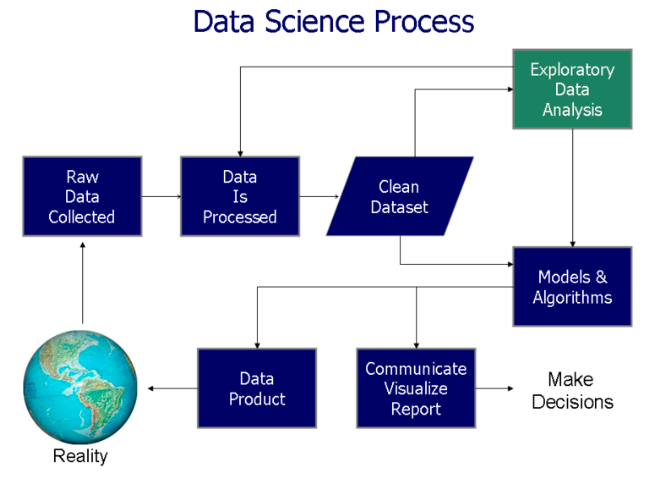 Data Science Process
Exploratory
Data
Analysis
Raw
Data
Collected
Data
Is
Processed
Clean
Dataset
Models &
Algorithms
Data
Product
Communicate
Visualize
Report
Make
Decisions
Reality